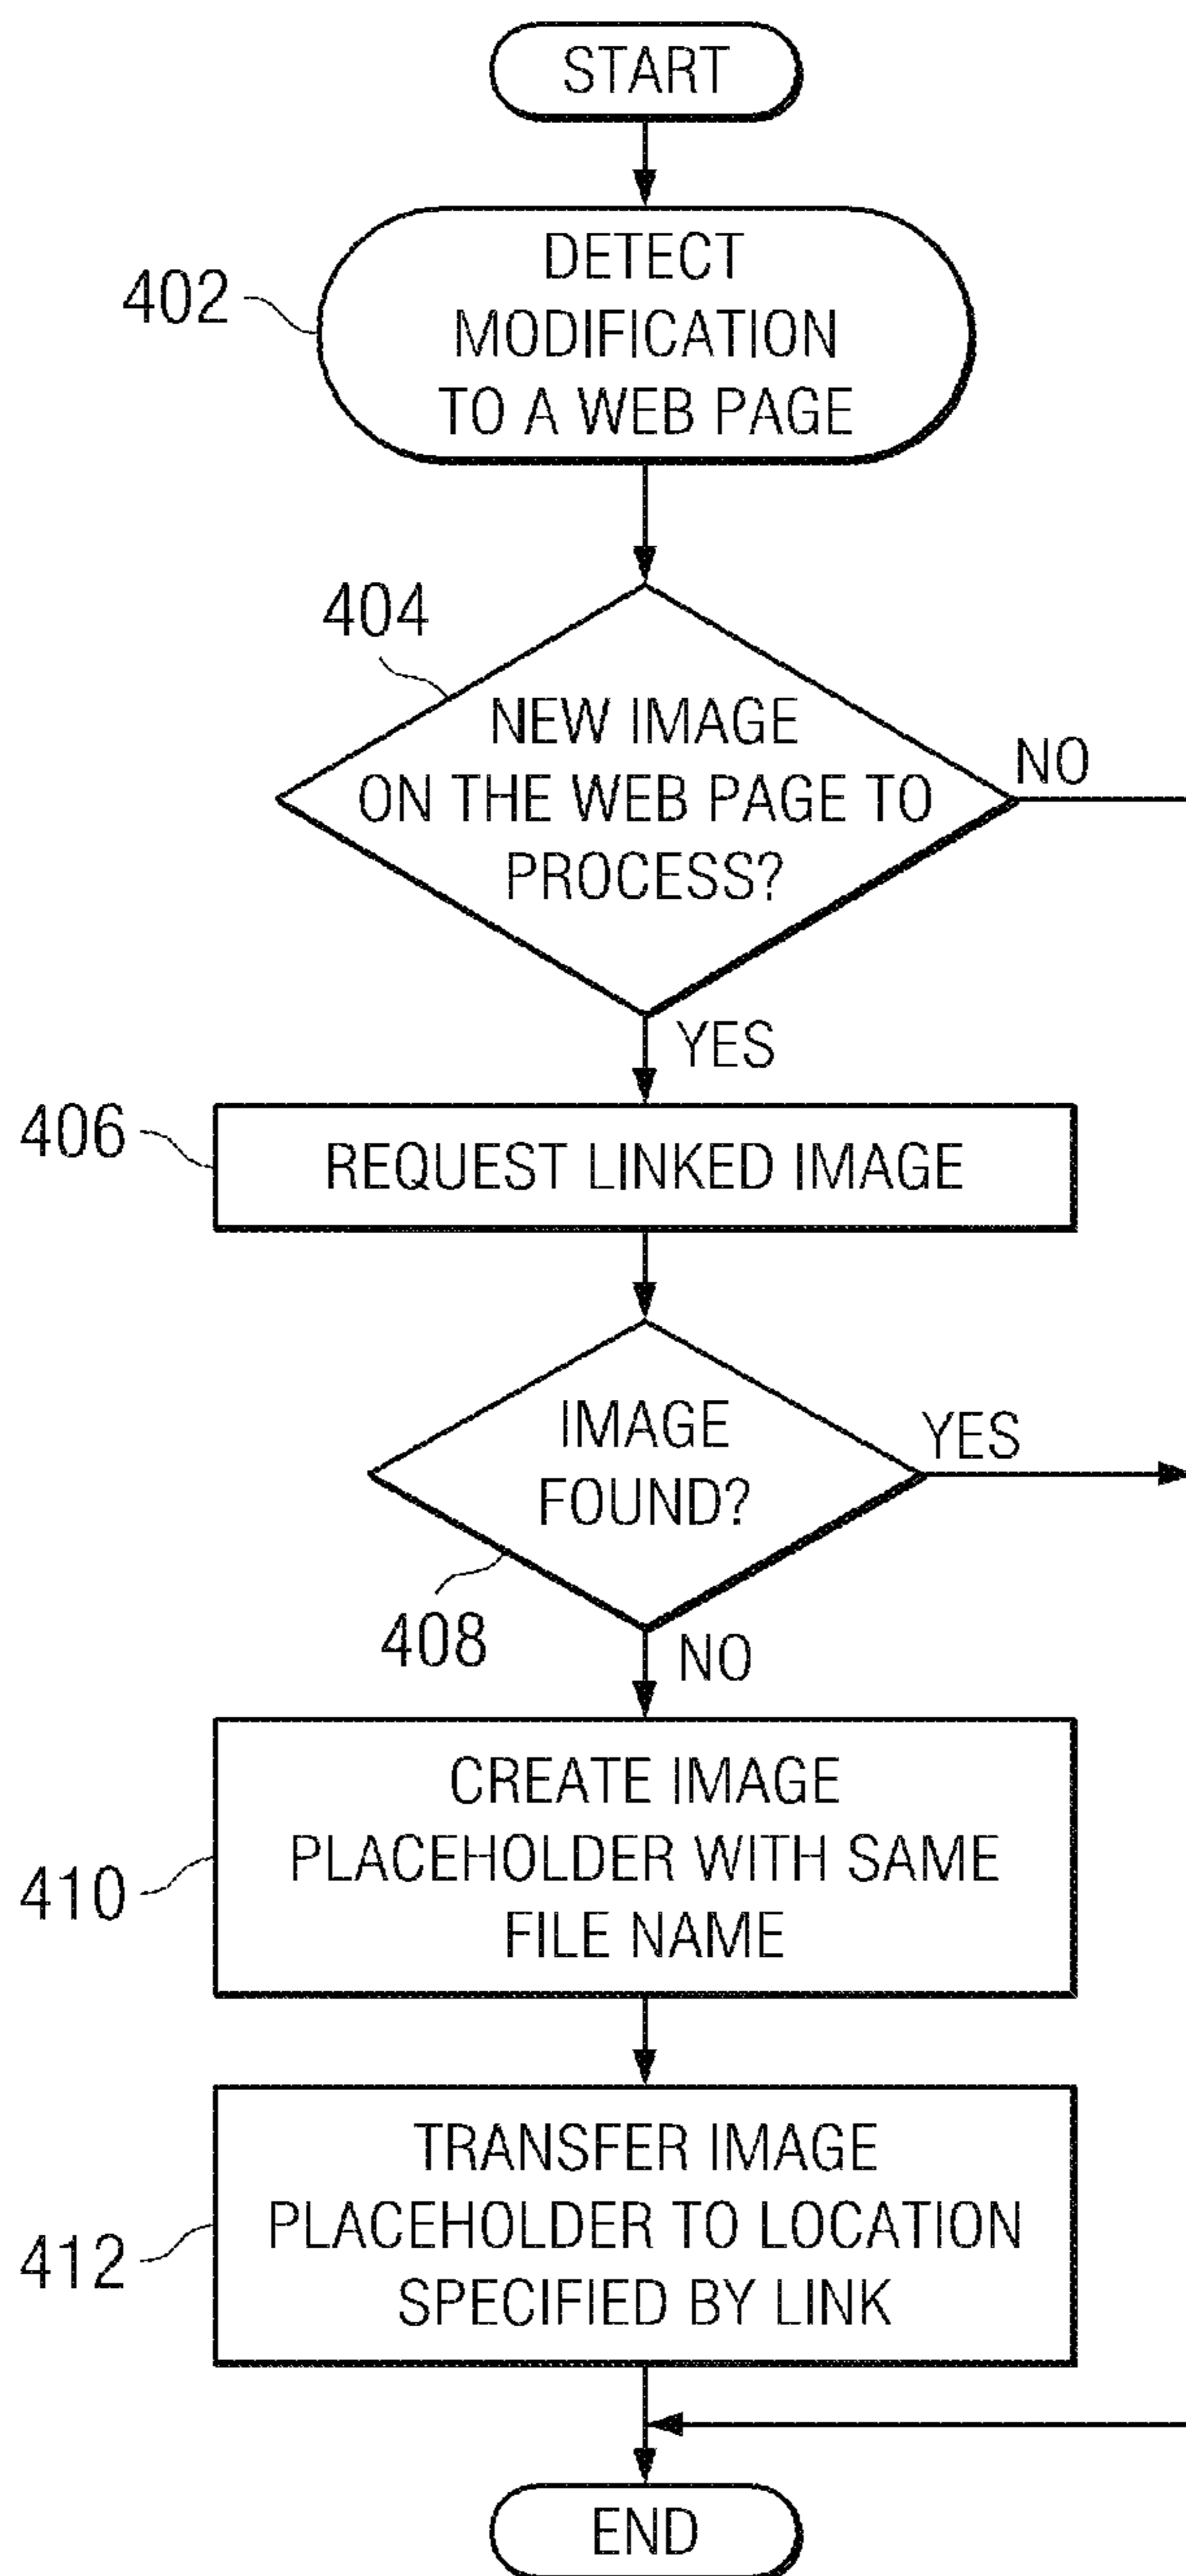 START
402
DETECT
MODIFICATION
TO A WEB PAGE
404
NEW IMAGE
ON THE WEB PAGE TO
PROCESS?
NO
YES
406
REQUEST LINKED IMAGE
IMAGE
FOUND?
YES
408
NO
CREATE IMAGE
PLACEHOLDER WITH SAME
FILE NAME
410
TRANSFER IMAGE
PLACEHOLDER TO LOCATION
SPECIFIED BY LINK
412
END